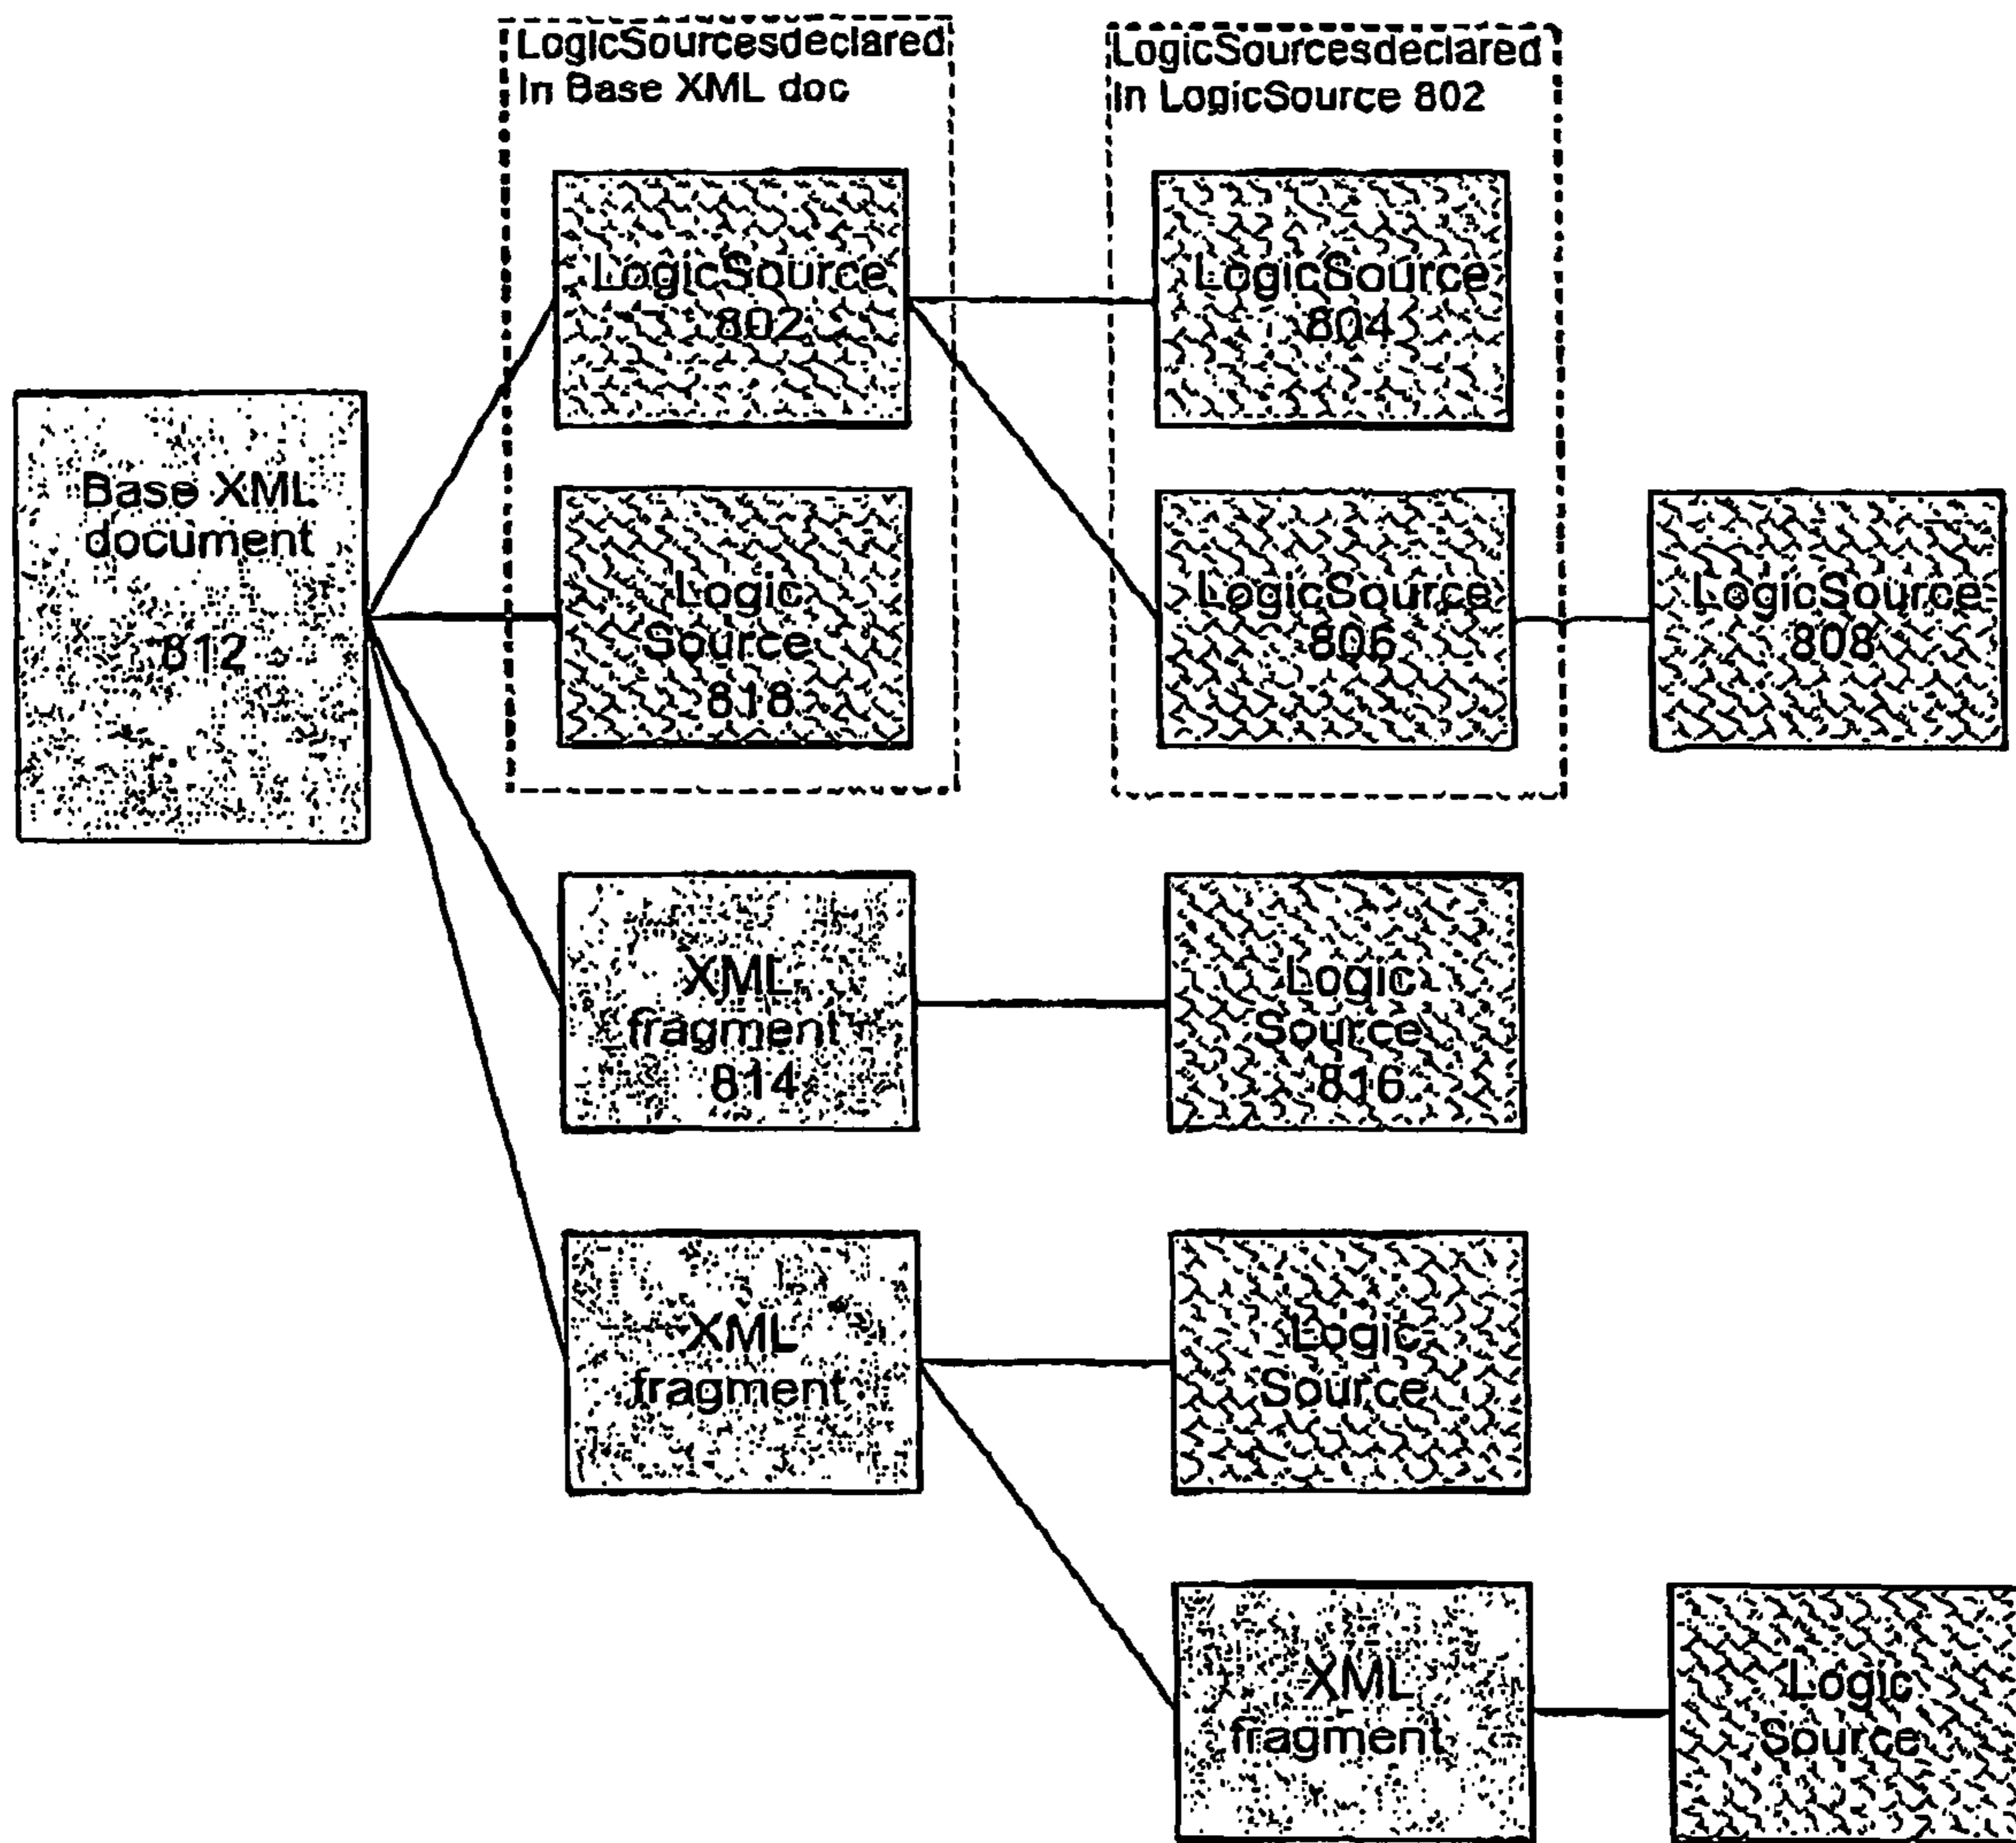 LogicSourcesdeclared
In Base XML doc
LogicSourcesdeclared
In LogicSource 802
LogicSource
802
LogicSource
804
Base XML
document
812
Logic
Source
818
LogicSource
806
LogicSource
808
XML
fragment
814
Logic
Source
816
XML
fragment
Logic
Source
XML
fragment
Logic
Source